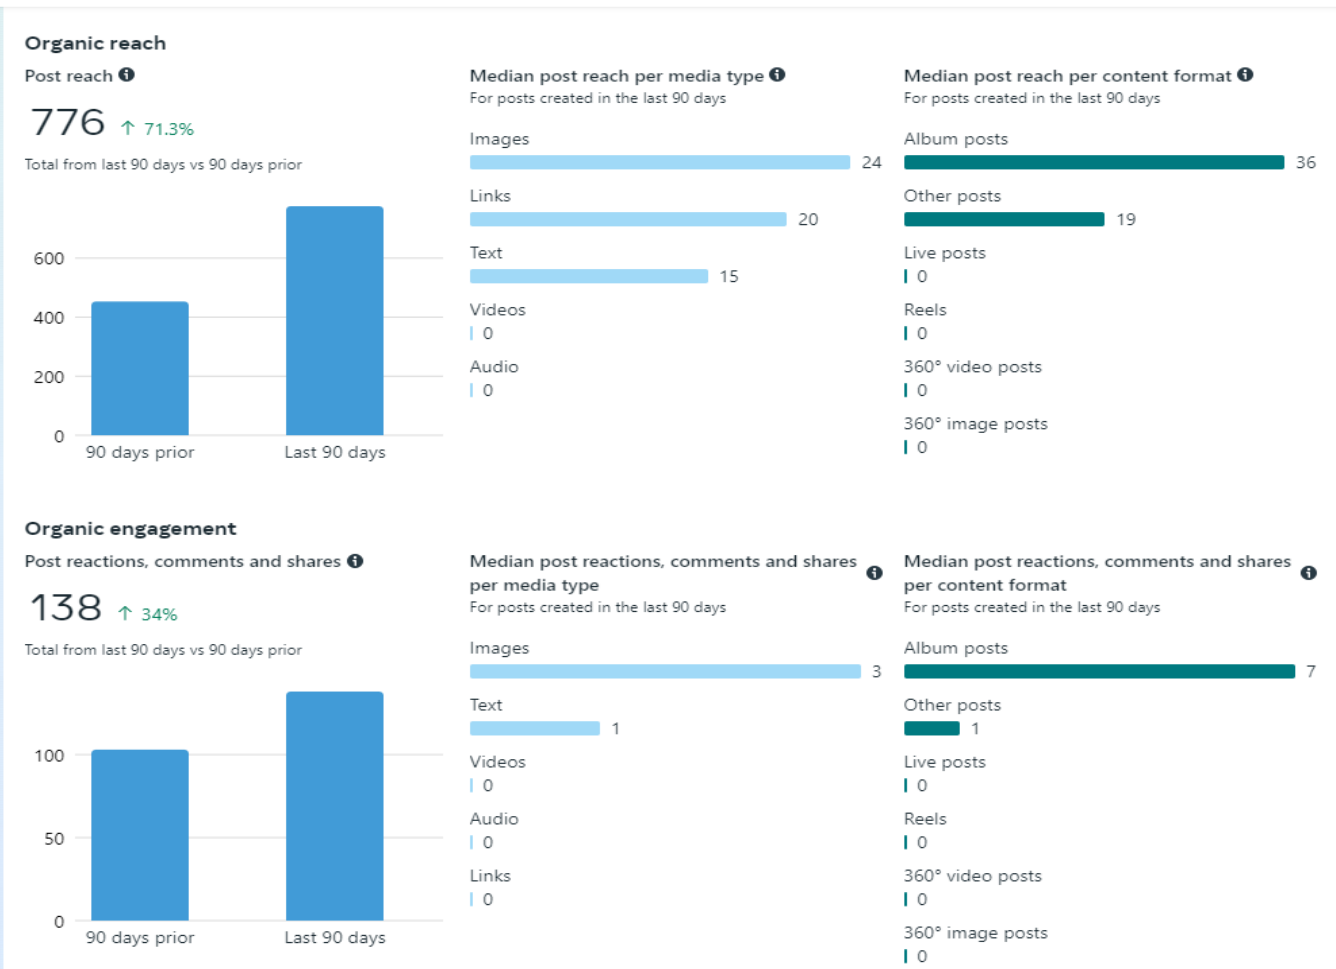 Organic reach
Post reach
776 ↑ 71.3%
Total from last 90 days vs 90 days prior
600
400
200
0
90 days prior
Last 90 days
Median post reach per media type
For posts created in the last 90 days
Images
24
Links
20
Text
15
Videos
0
Audio
0
Median post reach per content format
For posts created in the last 90 days
Album posts
36
Other posts
19
Live posts
0
Reels
0
360° video posts
0
360° image posts
0
Organic engagement
Post reactions, comments and shares
138 ↑ 34%
Total from last 90 days vs 90 days prior
100
50
0
90 days prior
Last 90 days
Median post reactions, comments and shares
per media type
For posts created in the last 90 days
Images
3
Text
1
Videos
0
Audio
0
Links
0
Median post reactions, comments and shares
per content format
For posts created in the last 90 days
Album posts
7
Other posts
1
Live posts
0
Reels
0
360° video posts
0
360° image posts
0